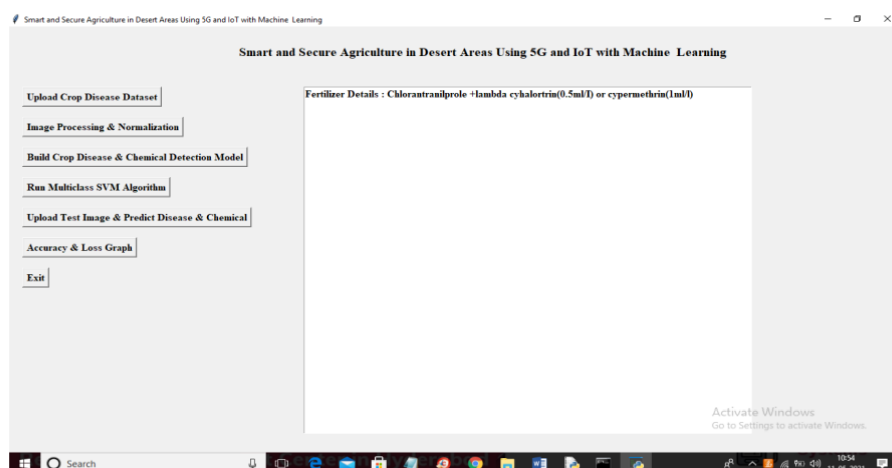 Smart and Secure Agriculture in Desert Areas Using 5G and IoT with Machine Learning
Smart and Secure Agriculture in Desert Areas Using 5G and IoT with Machine Learning
Upload Crop Disease Dataset
Image Processing & Normalization
Build Crop Disease & Chemical Detection Model
Run Multiclass SVM Algorithm
Upload Test Image & Predict Disease & Chemical
Accuracy & Loss Graph
Exit
Fertilizer Details : Chlorantranilprole +lambda cyhalortrin(0.5ml/l) or cypermethrin(1ml/l)
Activate Windows
Go to Settings to activate Windows.
Search
10:54